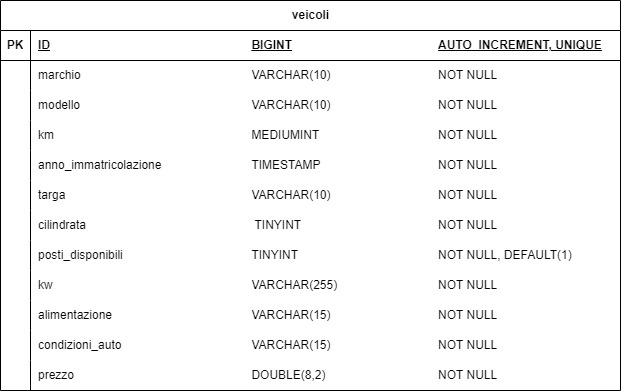 veicoli
PK ID BIGINT AUTO_INCREMENT, UNIQUE
marchio VARCHAR(10) NOT NULL
modello VARCHAR(10) NOT NULL
km MEDIUMINT NOT NULL
anno_immatricolazione TIMESTAMP NOT NULL
targa VARCHAR(10) NOT NULL
cilindrata TINYINT NOT NULL
posti_disponibili TINYINT NOT NULL, DEFAULT(1)
kw VARCHAR(255) NOT NULL
alimentazione VARCHAR(15) NOT NULL
condizioni_auto VARCHAR(15) NOT NULL
prezzo DOUBLE(8,2) NOT NULL